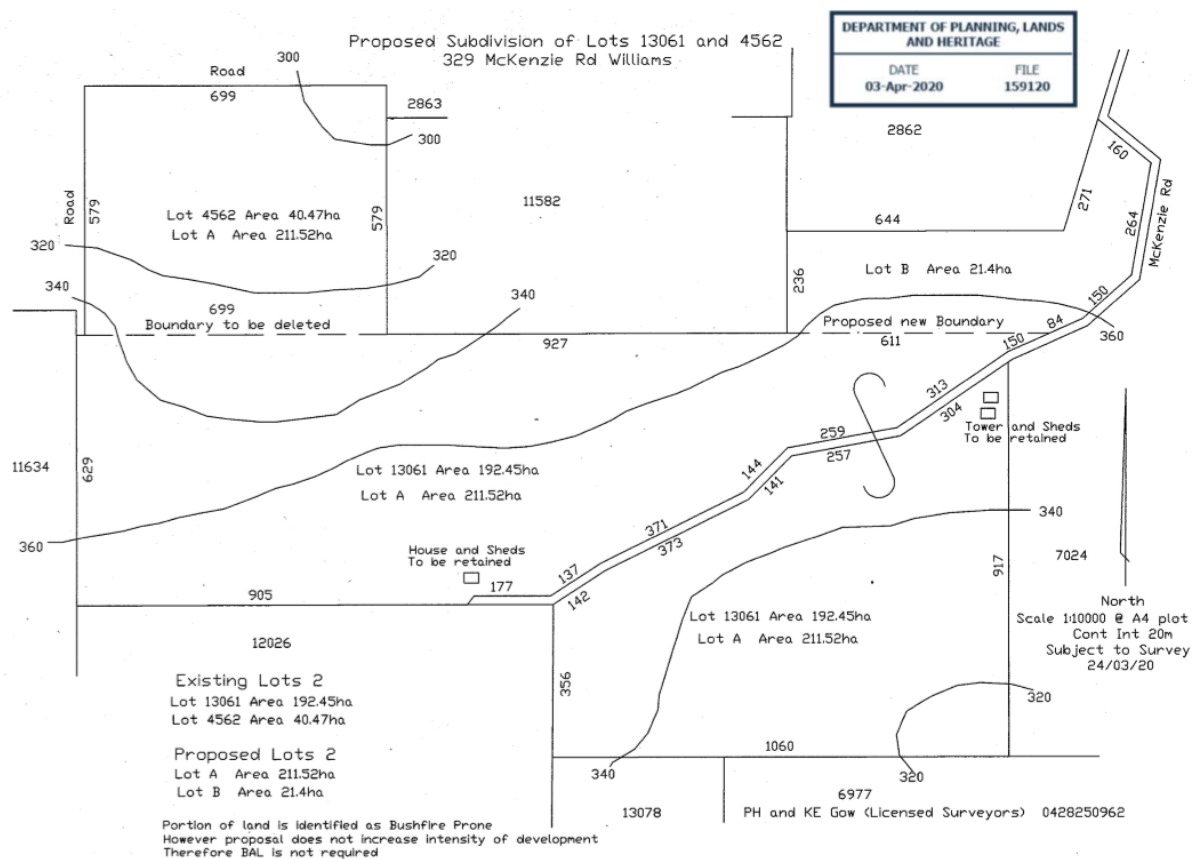 Proposed Subdivision of Lots 13061 and 4562
329 McKenzie Rd Williams
DEPARTMENT OF PLANNING, LANDS
AND HERITAGE
DATE FILE
03-Apr-2020 159120
Road
699
300
2863
300
2862
160
Road
579
579
Lot 4562 Area 40.47ha
Lot A Area 211.52ha
11582
271
264
McKenzie Rd
644
320
320
236
Lot B Area 21.4ha
340
340
699
Boundary to be deleted
927
Proposed new Boundary
611
150
84
150
360
313
304
Tower and Sheds
To be retained
259
257
144
141
11634
629
Lot 13061 Area 192.45ha
Lot A Area 211.52ha
371
373
360
House and Sheds
To be retained
177
137
142
905
340
917
7024
North
Scale 1:10000 @ A4 plot
Cont Int 20m
Subject to Survey
24/03/20
Lot 13061 Area 192.45ha
Lot A Area 211.52ha
12026
356
320
Existing Lots 2
Lot 13061 Area 192.45ha
Lot 4562 Area 40.47ha
Proposed Lots 2
Lot A Area 211.52ha
Lot B Area 21.4ha
1060
340
320
13078
6977
PH and KE Gow (Licensed Surveyors) 0428250962
Portion of land is identified as Bushfire Prone
However proposal does not increase intensity of development
Therefore BAL is not required